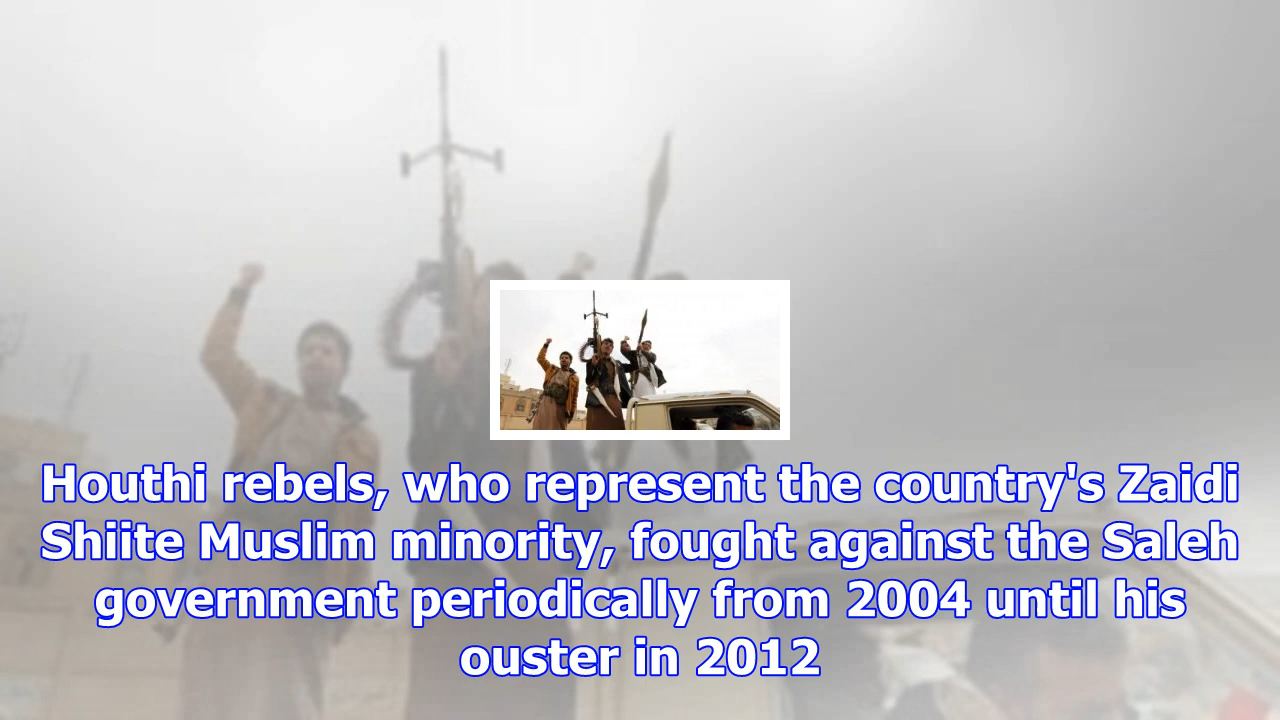 Houthi rebels, who represent the country's Zaidi
Shiite Muslim minority, fought against the Saleh
government periodically from 2004 until his
ouster in 2012